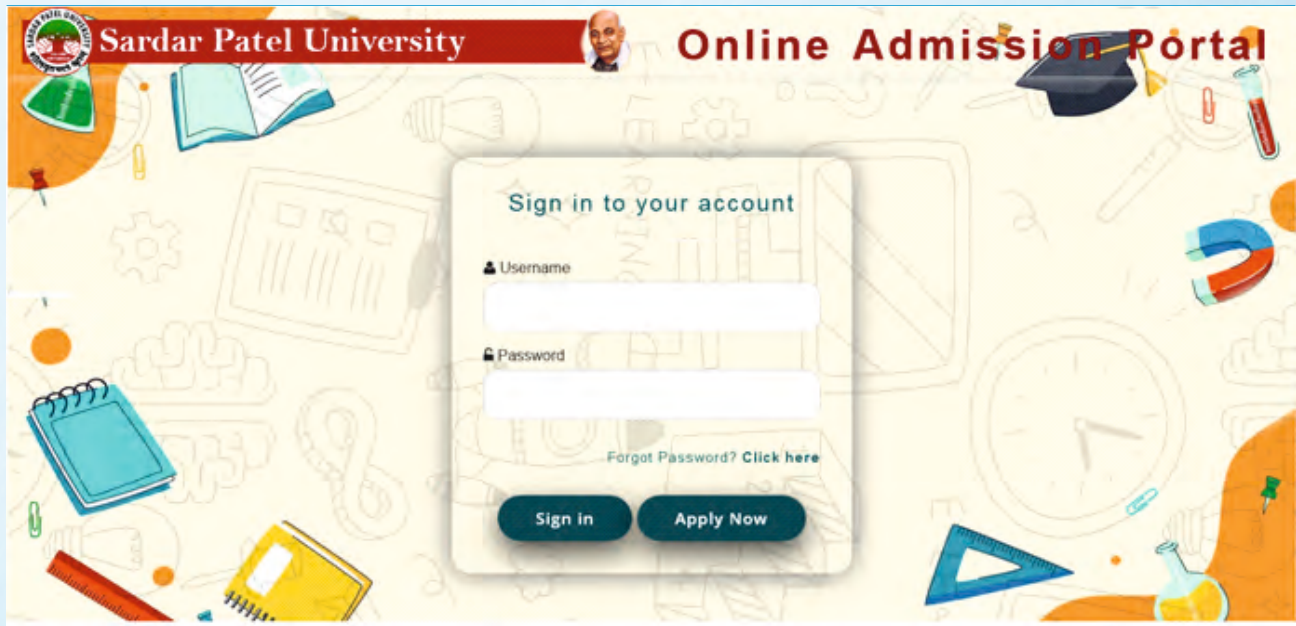 Sardar Patel University
Online Admission Portal
LEARNING
Sign in to your account
Username
Password
Forgot Password? Click here
Sign in
Apply Now